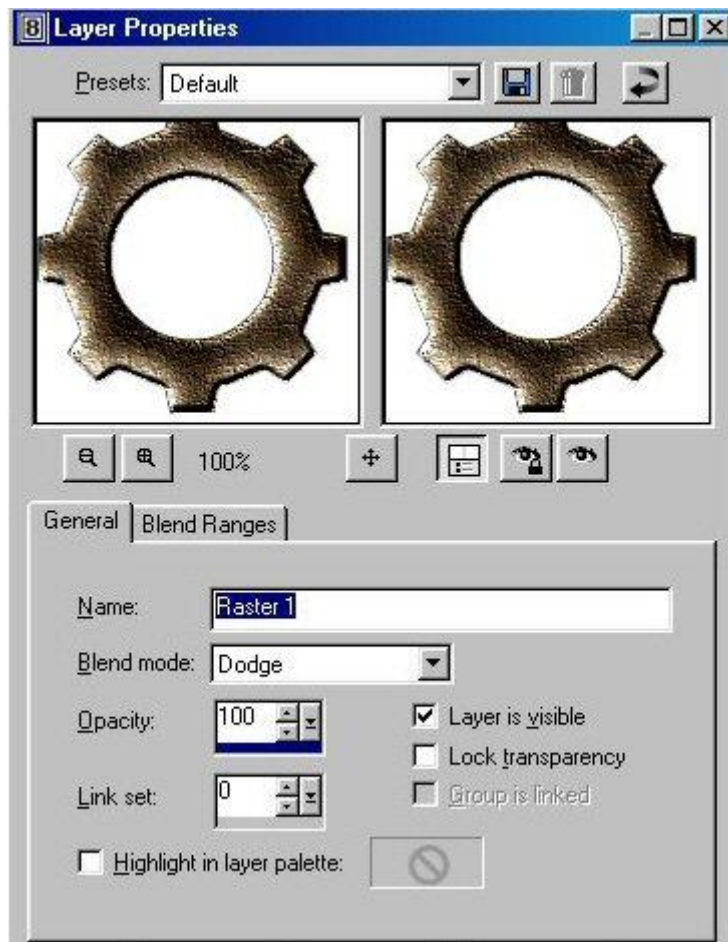 8 Layer Properties
Presets: Default
100%
General Blend Ranges
Name: Raster 1
Blend mode: Dodge
Opacity: 100 Layer is visible
Lock transparency
Link set: 0 Group is linked
Highlight in layer palette: